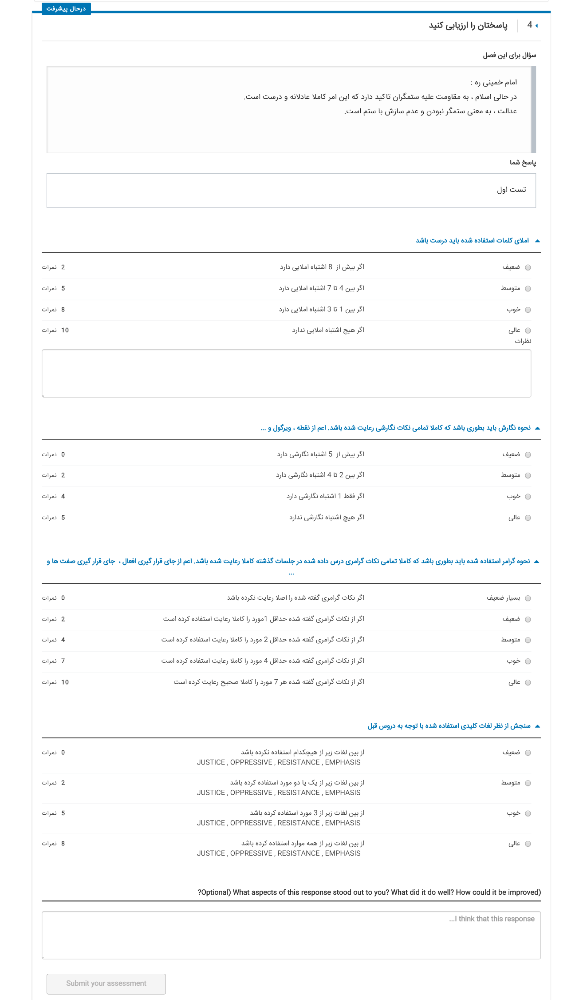 درحال پیشرفت
4 پاسختان را ارزیابی کنید
سؤال برای این فصل
امام خمینی ره :
در حالی اسلام ، به مقاومت علیه ستمگران تاکید دارد که این امر کاملا عادلانه و درست است.
عدالت ، به معنی ستمگر نبودن و عدم سازش با ستم است.
پاسخ شما
تست اول
املای کلمات استفاده شده باید درست باشد
ضعیف اگر بیش از 8 اشتباه املایی دارد 2 نمرات
متوسط اگر بین 4 تا 7 اشتباه املایی دارد 5 نمرات
خوب اگر بین 1 تا 3 اشتباه املایی دارد 8 نمرات
عالی اگر هیچ اشتباه املایی ندارد 10 نمرات
نظرات
نحوه نگارش باید بطوری باشد که کاملا تمامی نکات نگارشی رعایت شده باشد. اعم از نقطه ، ویرگول و ...
ضعیف اگر بیش از 5 اشتباه نگارشی دارد 0 نمرات
متوسط اگر بین 2 تا 4 اشتباه نگارشی دارد 2 نمرات
خوب اگر فقط 1 اشتباه نگارشی دارد 4 نمرات
عالی اگر هیچ اشتباه نگارشی ندارد 5 نمرات
نحوه گرامر استفاده شده باید بطوری باشد که کاملا تمامی نکات گرامری درس داده شده در جلسات گذشته کاملا رعایت شده باشد. اعم از جای قرار گیری افعال ، جای قرار گیری صفت ها و
...
بسیار ضعیف اگر نکات گرامری گفته شده را اصلا رعایت نکرده باشد 0 نمرات
ضعیف اگر از نکات گرامری گفته شده حداقل 1مورد را کاملا رعایت استفاده کرده است 2 نمرات
متوسط اگر از نکات گرامری گفته شده حداقل 2 مورد را کاملا رعایت استفاده کرده است 4 نمرات
خوب اگر از نکات گرامری گفته شده حداقل 4 مورد را کاملا رعایت استفاده کرده است 7 نمرات
عالی اگر از نکات گرامری گفته شده هر 7 مورد را کاملا صحیح رعایت کرده است 10 نمرات
سنجش از نظر لغات کلیدی استفاده شده با توجه به دروس قبل
ضعیف از بین لغات زیر از هیچکدام استفاده نکرده باشد 0 نمرات
JUSTICE , OPPRESSIVE , RESISTANCE , EMPHASIS
متوسط از بین لغات زیر از یک یا دو مورد استفاده کرده باشد 2 نمرات
JUSTICE , OPPRESSIVE , RESISTANCE , EMPHASIS
خوب از بین لغات زیر از 3 مورد استفاده کرده باشد 5 نمرات
JUSTICE , OPPRESSIVE , RESISTANCE , EMPHASIS
عالی از بین لغات زیر از همه موارد استفاده کرده باشد 8 نمرات
JUSTICE , OPPRESSIVE , RESISTANCE , EMPHASIS
?Optional) What aspects of this response stood out to you? What did it do well? How could it be improved)
...I think that this response
Submit your assessment